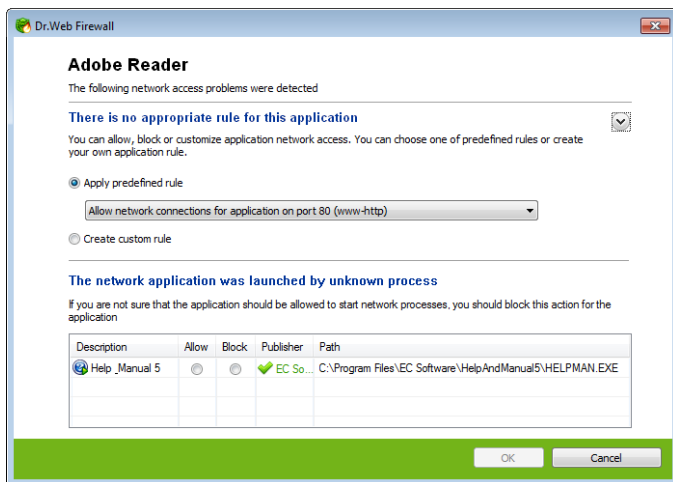 Dr.Web Firewall
Adobe Reader
The following network access problems were detected
There is no appropriate rule for this application
You can allow, block or customize application network access. You can choose one of predefined rules or create
your own application rule.
Apply predefined rule
Allow network connections for application on port 80 (www-http)
Create custom rule
The network application was launched by unknown process
If you are not sure that the application should be allowed to start network processes, you should block this action for the
application
Description Allow Block Publisher Path
Help _Manual 5 EC So... C:\Program Files\EC Software\HelpAndManual5\HELPMAN.EXE
OK Cancel